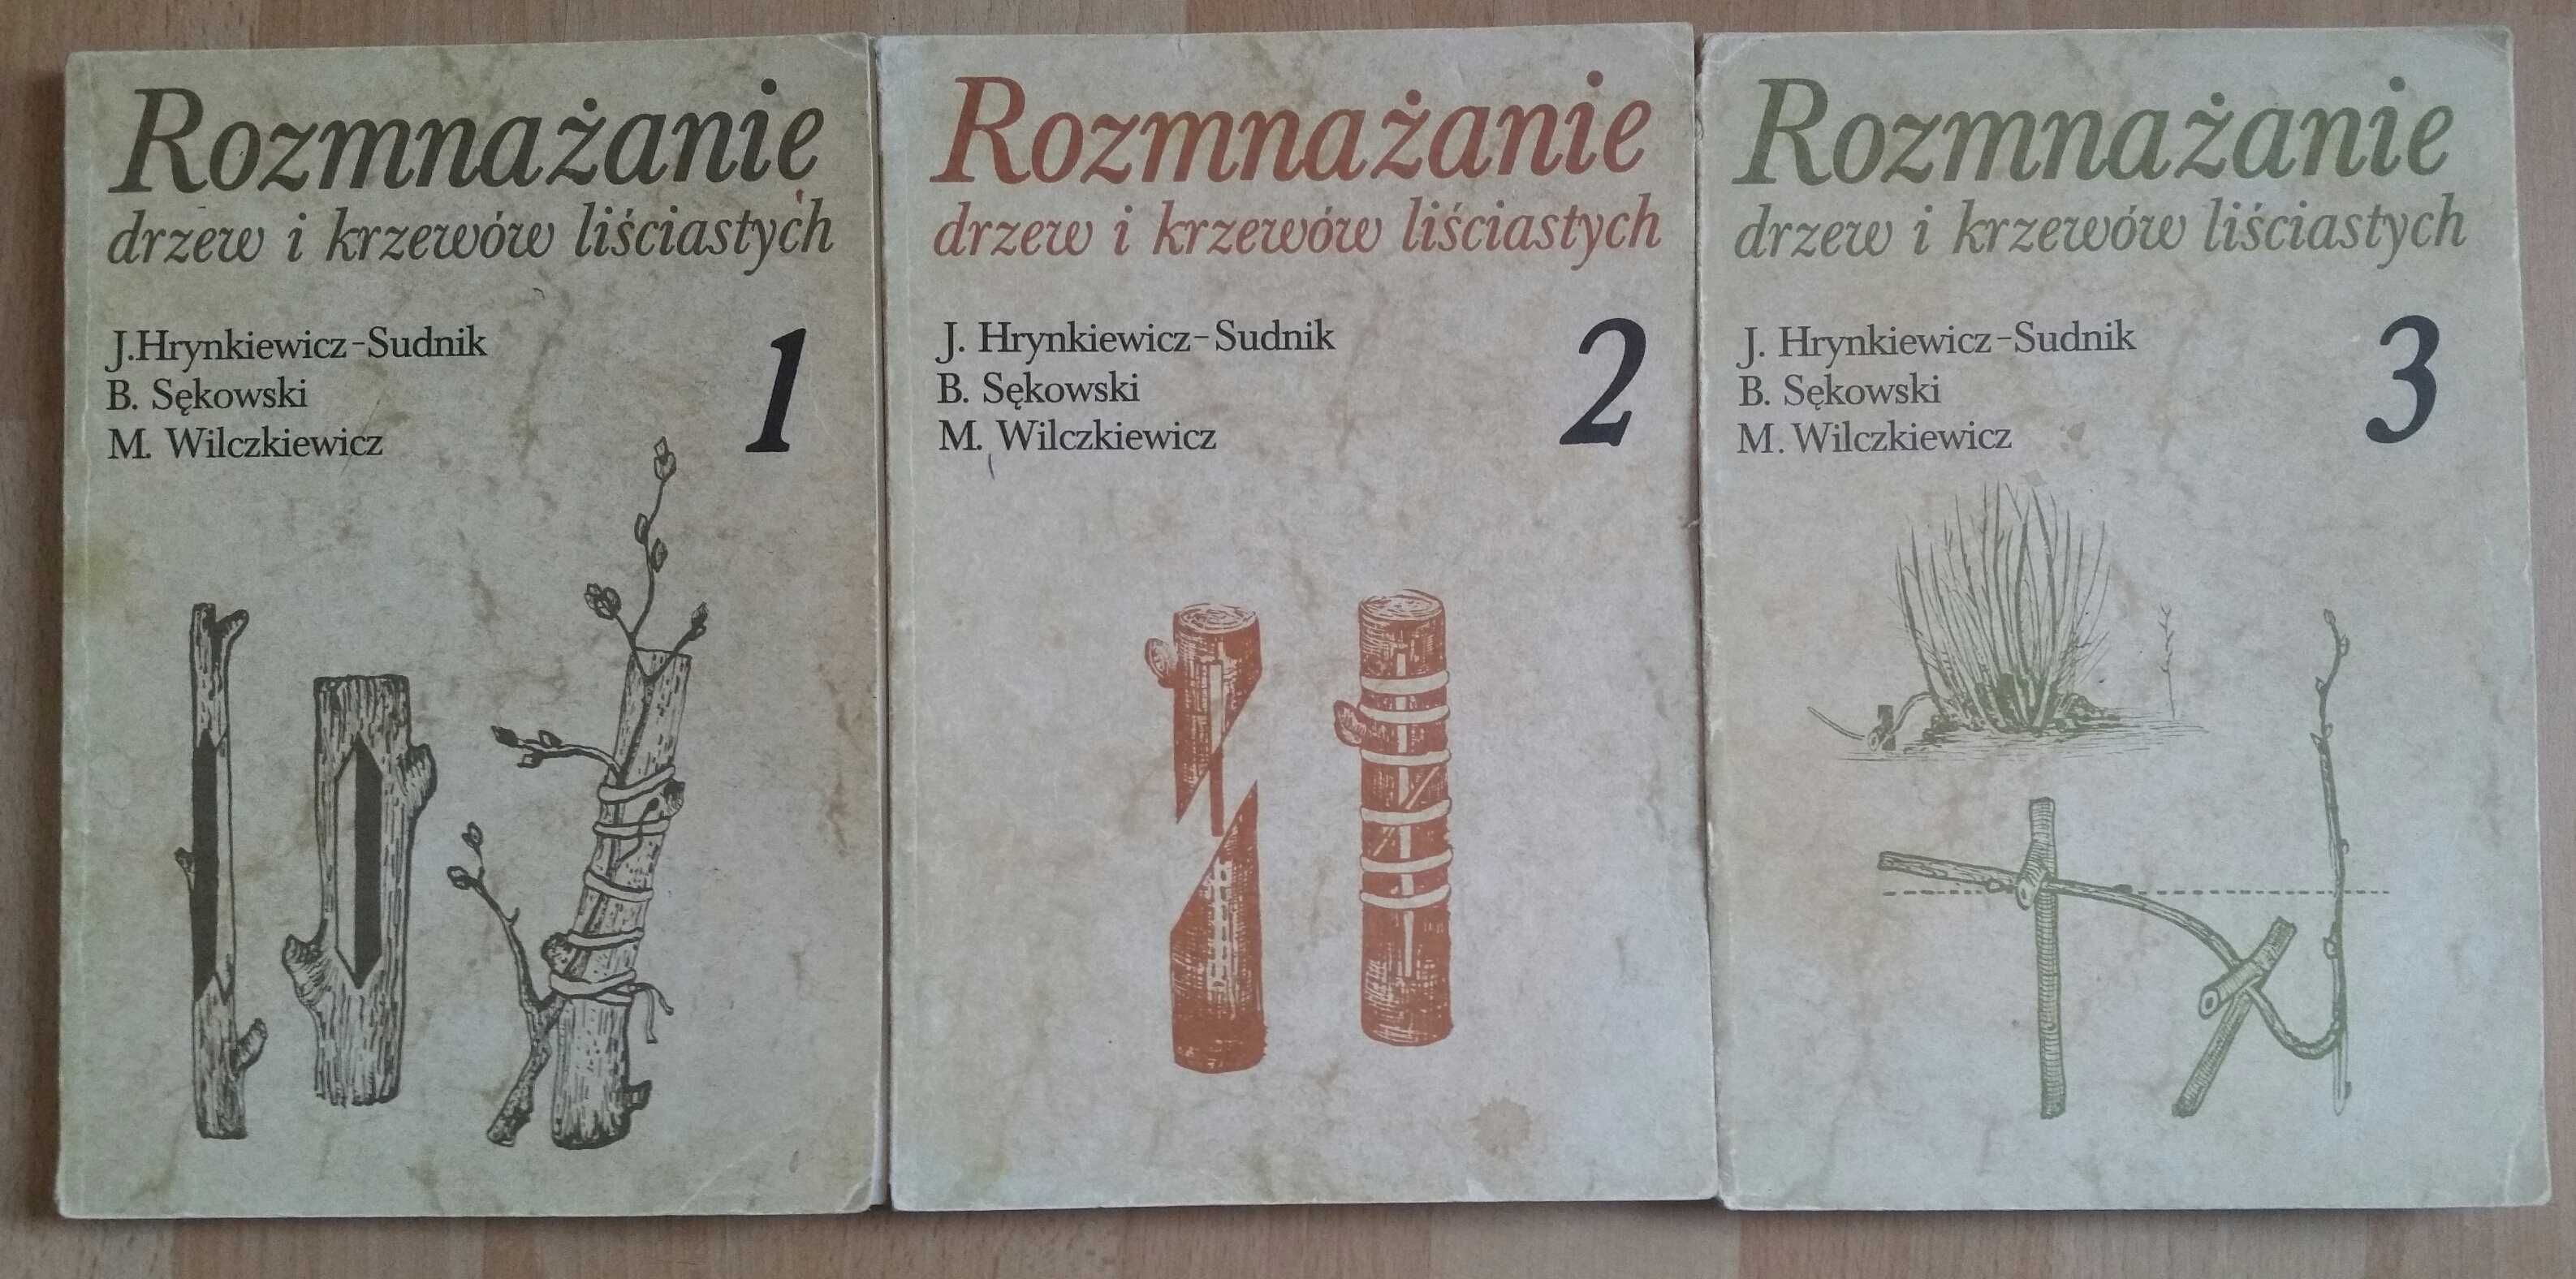 Rozmnażanie
drzew i krzewów liściastych
J.Hrynkiewicz-Sudnik
B. Sękowski
M. Wilczkiewicz
1
Rozmnażanie
drzew i krzewów liściastych
J. Hrynkiewicz-Sudnik
B. Sękowski
M. Wilczkiewicz
2
Rozmnażanie
drzew i krzewów liściastych
J. Hrynkiewicz-Sudnik
B. Sękowski
M. Wilczkiewicz
3